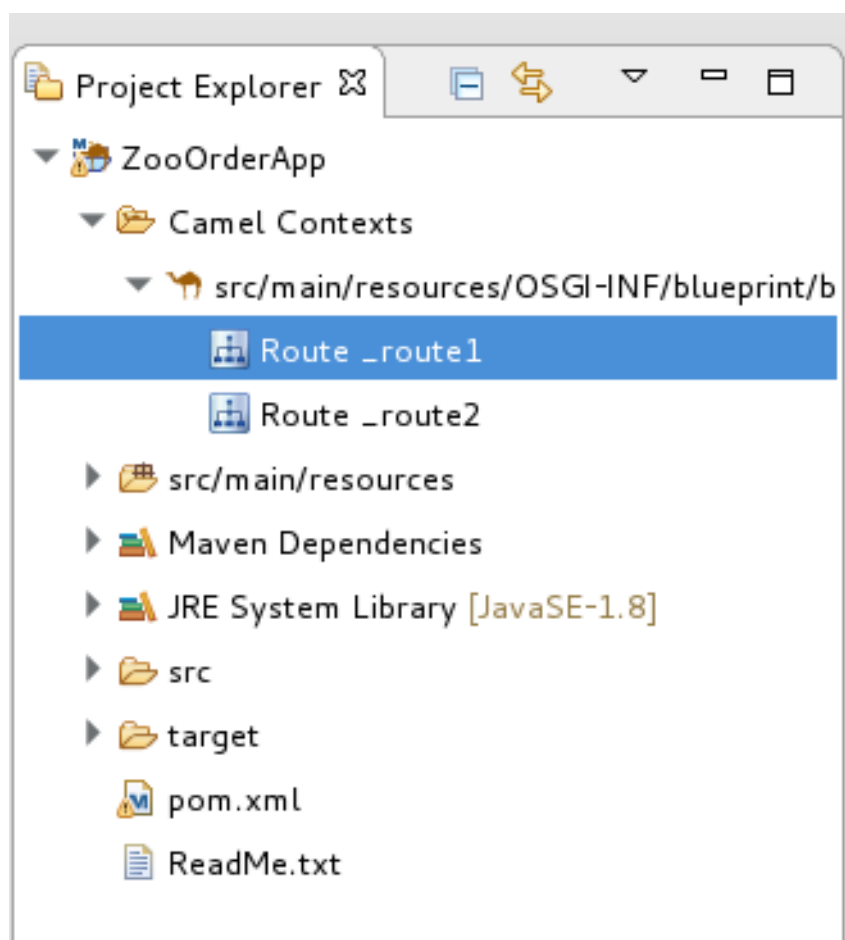 Project Explorer
ZooOrderApp
Camel Contexts
src/main/resources/OSGI-INF/blueprint/b
Route _route1
Route _route2
src/main/resources
Maven Dependencies
JRE System Library [JavaSE-1.8]
src
target
pom.xml
ReadMe.txt